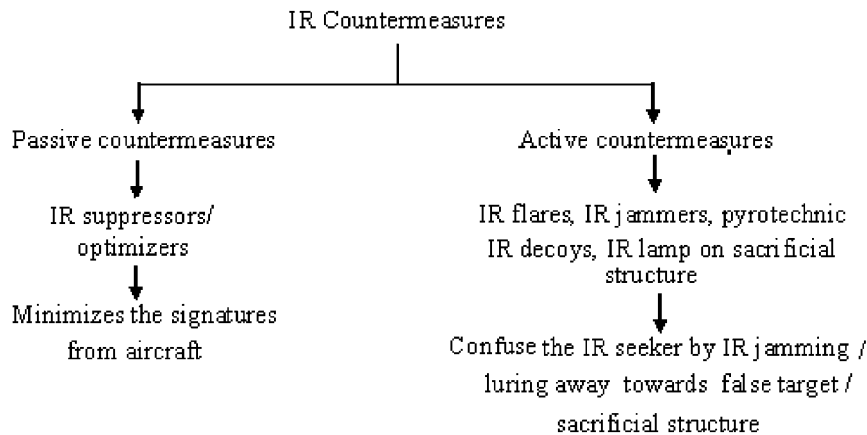 IR Countermeasures
Passive countermeasures
IR suppressors/
optimizers
Minimizes the signatures
from aircraft
Active countermeasures
IR flares, IR jammers, pyrotechnic
IR decoys, IR lamp on sacrificial
structure
Confuse the IR seeker by IR jamming /
luring away towards false target /
sacrificial structure